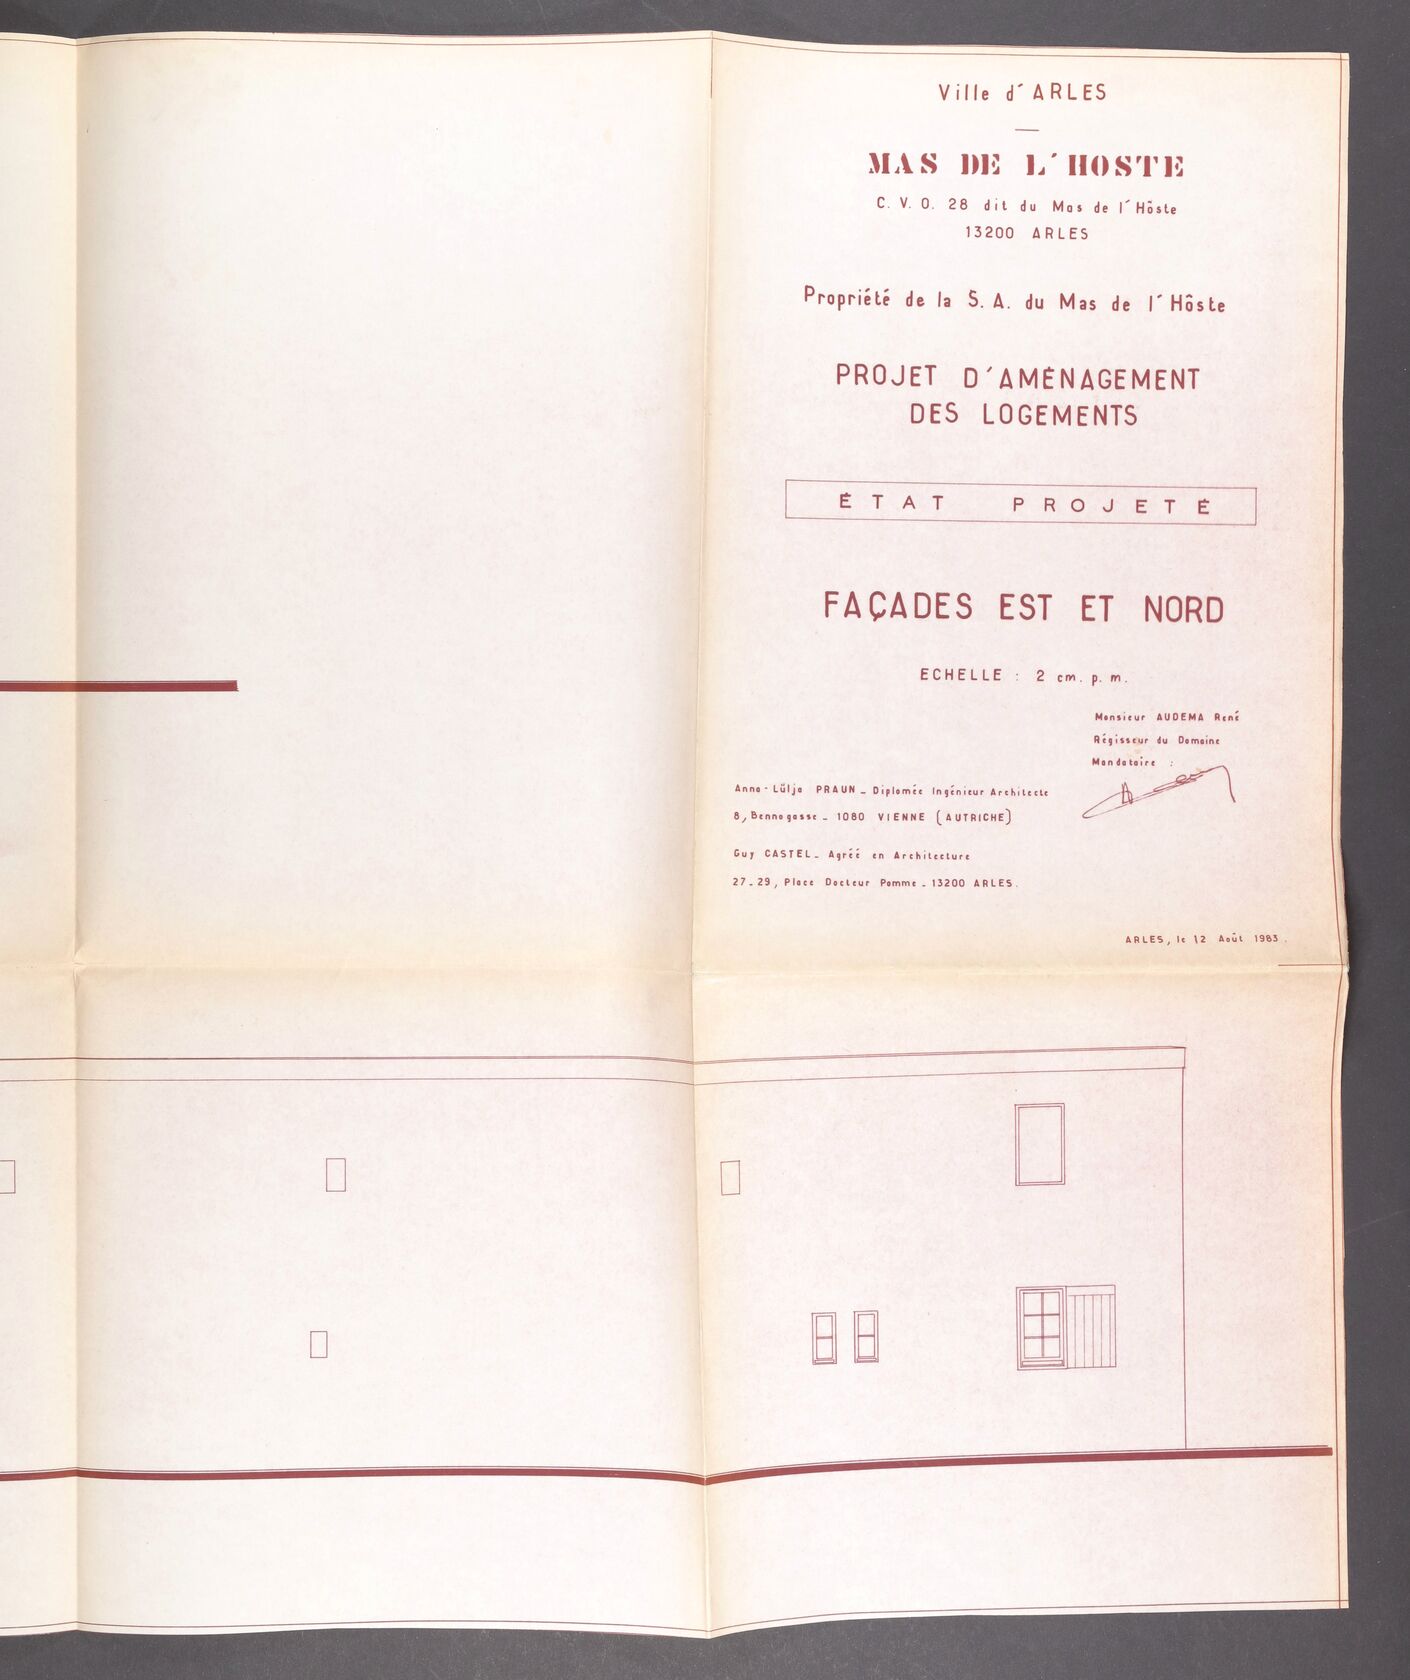 Ville d'ARLES
MAS DE L'HOSTE
C. V. O. 28 dit du Mas de l'Hôste
13200 ARLES
Propriété de la S. A. du Mas de l'Hôste
PROJET D'AMÉNAGEMENT
DES LOGEMENTS
ÉTAT PROJETÉ
FAÇADES EST ET NORD
ECHELLE : 2 cm. p. m.
Monsieur AUDEMA René
Régisseur du Domaine
Mandataire :
Anna-Lülja PRAUN _ Diplomée Ingénieur Architecte
8, Bennogasse _ 1080 VIENNE (AUTRICHE)
Guy CASTEL _ Agréé en Architecture
27_29, Place Docteur Pomme _ 13200 ARLES.
ARLES, le 12 Août 1983.